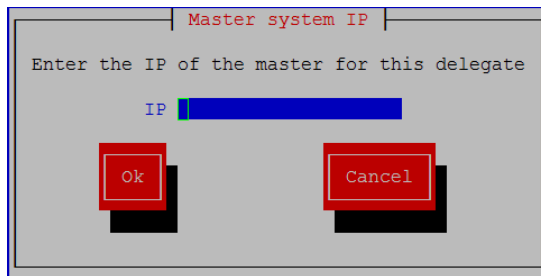 Master system IP
Enter the IP of the master for this delegate
IP
Ok Cancel